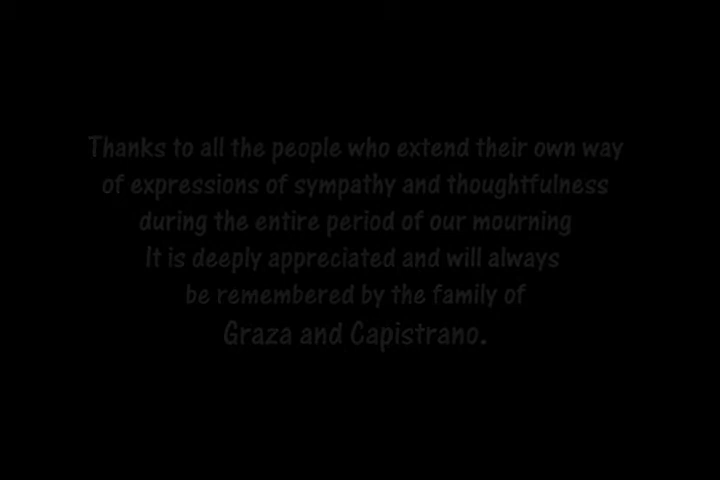 Thanks to all the people who extend their own way
of expressions of sympathy and thoughtfulness
during the entire period of our mourning
It is deeply appreciated and will always
be remembered by the family of
Graza and Capistrano.